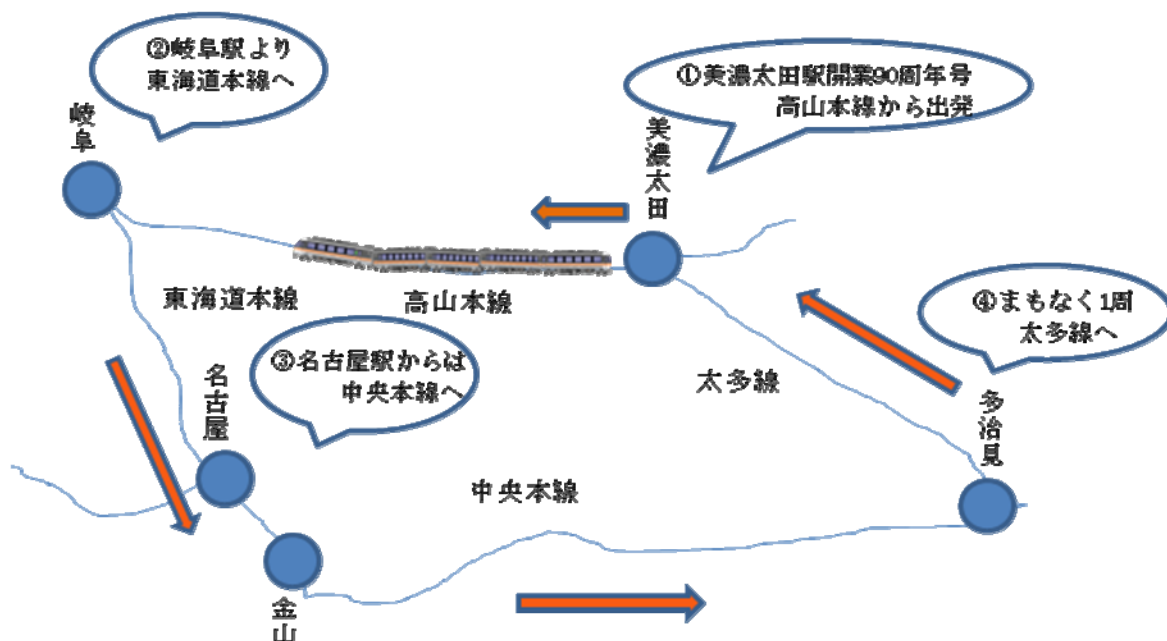 ②岐阜駅より
東海道本線へ
①美濃太田駅開業90周年号
高山本線から出発
岐阜
美濃太田
東海道本線
高山本線
④まもなく1周
太多線へ
③名古屋駅からは
中央本線へ
名古屋
太多線
多治見
中央本線
金山